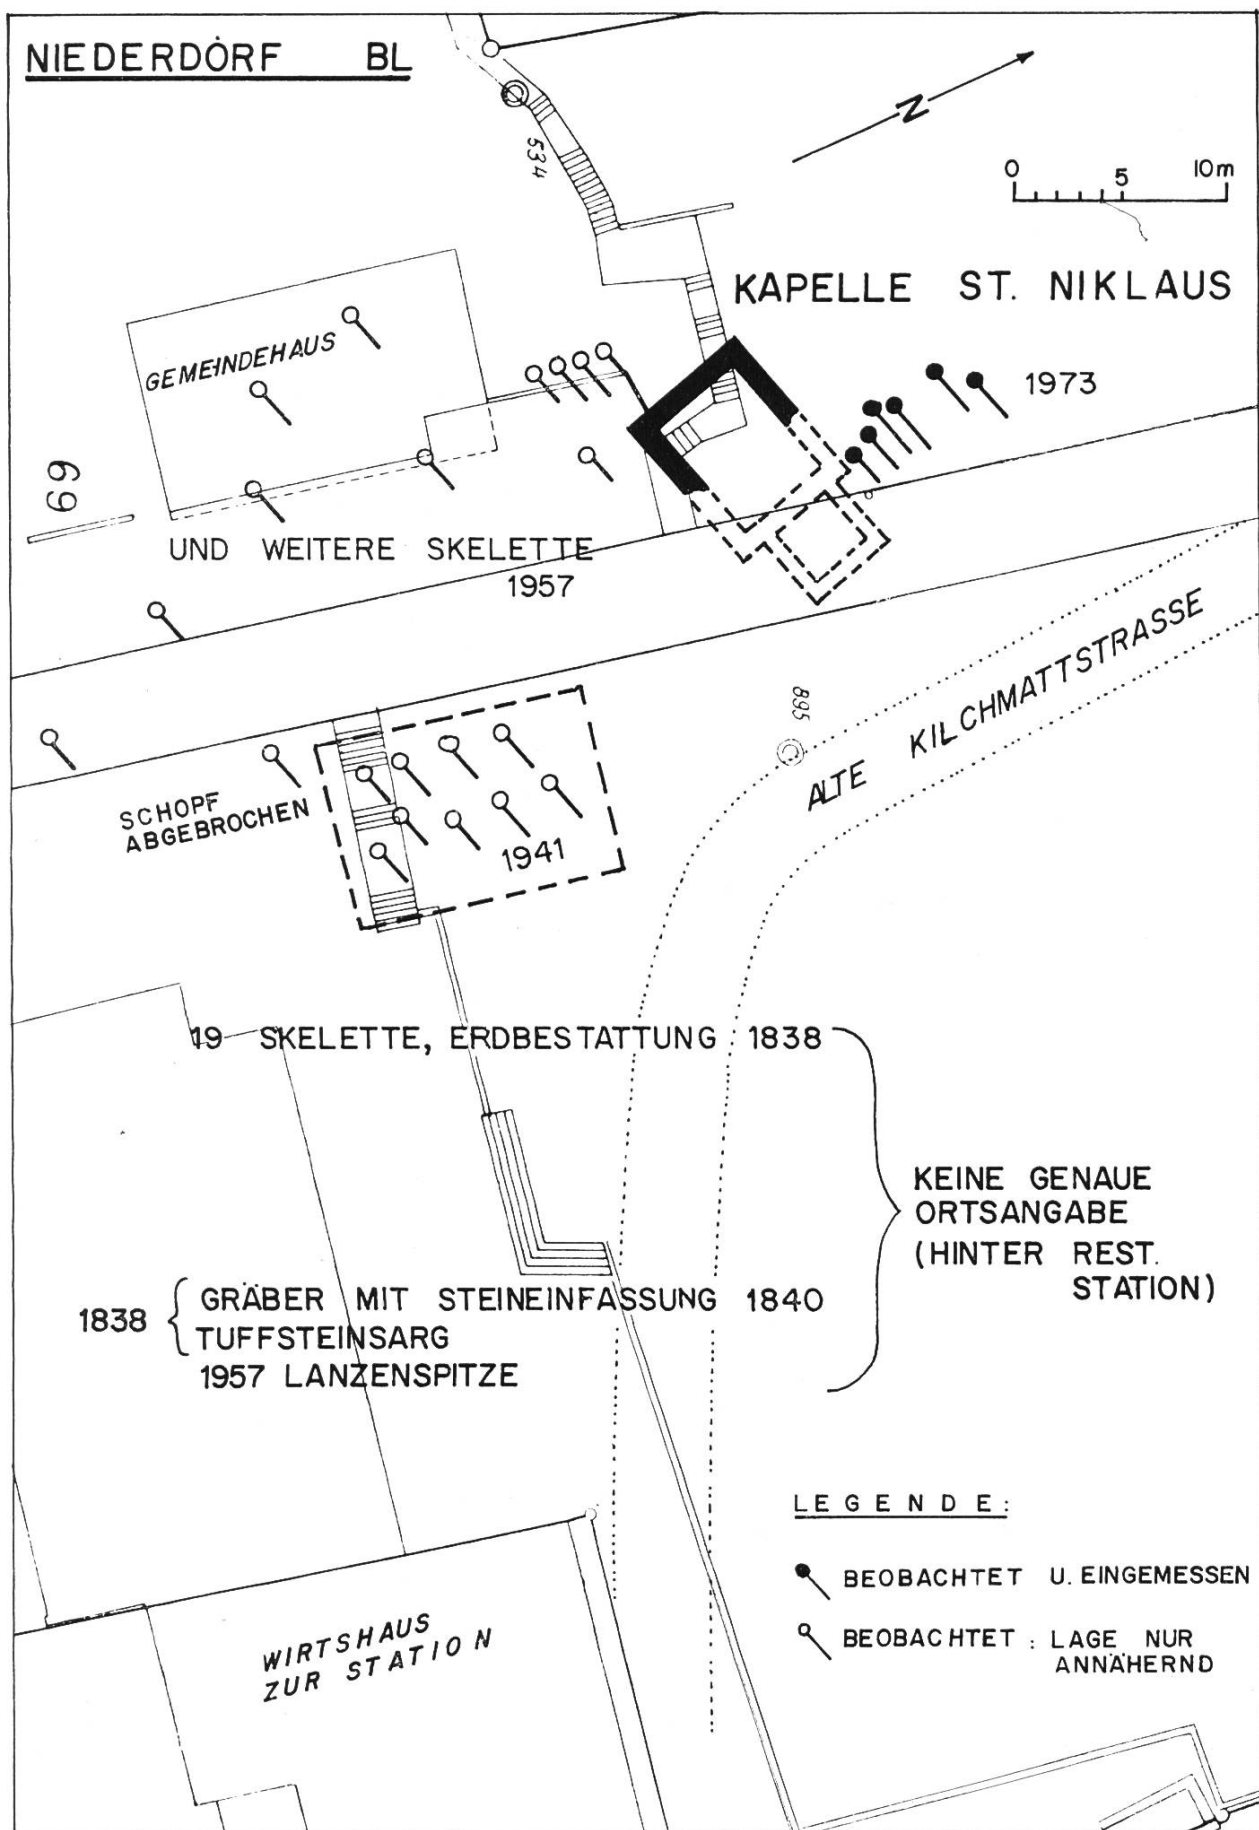 NIEDERDORF BL
534
N
0 5 10m
KAPELLE ST. NIKLAUS
GEMEINDEHAUS
1973
69
UND WEITERE SKELETTE
1957
ALTE KILCHMATTSTRASSE
895
SCHOPF
ABGEBROCHEN
1941
19 SKELETTE, ERDBESTATTUNG 1838
KEINE GENAUE
ORTSANGABE
(HINTER REST.
STATION)
1838 { GRÄBER MIT STEINEINFASSUNG 1840
TUFFSTEINSARG
1957 LANZENSPITZE
LEGENDE:
BEOBACHTET U. EINGEMESSEN
BEOBACHTET : LAGE NUR
ANNÄHERND
WIRTSHAUS
ZUR STATION